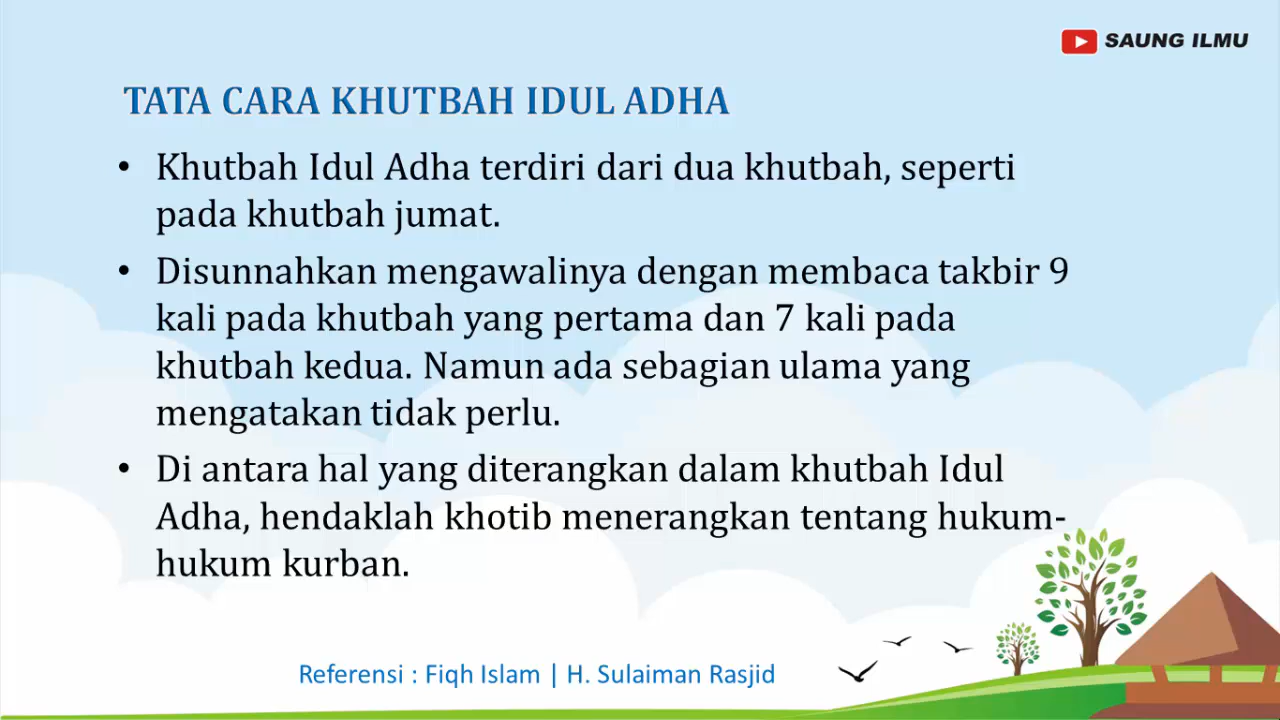 SAUNG ILMU
TATA CARA KHUTBAH IDUL ADHA
• Khutbah Idul Adha terdiri dari dua khutbah, seperti
pada khutbah jumat.
• Disunnahkan mengawalinya dengan membaca takbir 9
kali pada khutbah yang pertama dan 7 kali pada
khutbah kedua. Namun ada sebagian ulama yang
mengatakan tidak perlu.
• Di antara hal yang diterangkan dalam khutbah Idul
Adha, hendaklah khotib menerangkan tentang hukum-
hukum kurban.
Referensi : Fiqh Islam | H. Sulaiman Rasjid